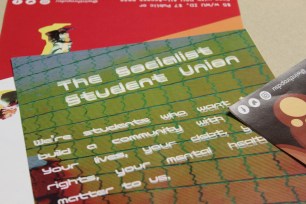 The Socialist
Student Union
We're students who want
build a community with
your lives, your debt,
rights, your mental healt
matter to us.